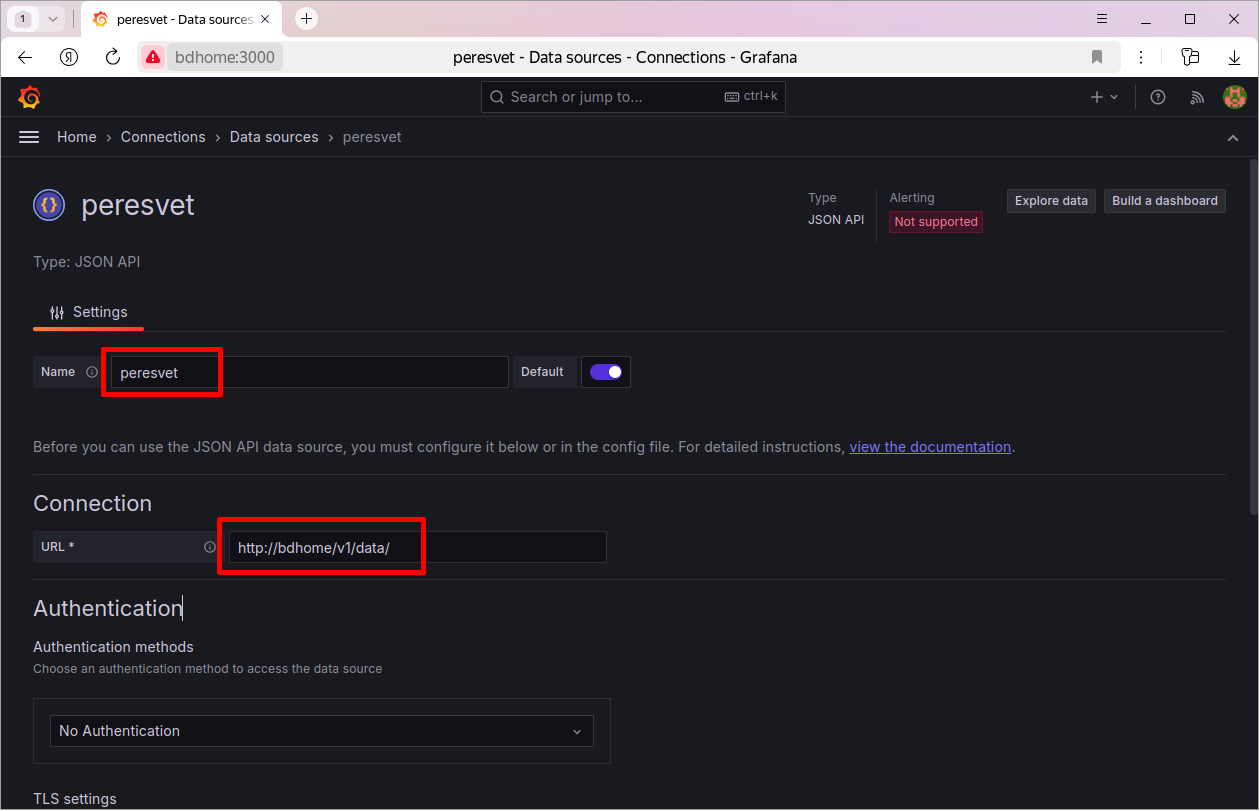 1
peresvet - Data sources
bdhome:3000
peresvet - Data sources - Connections - Grafana
Search or jump to...
ctrl+k
Home › Connections › Data sources › peresvet
peresvet
Type
JSON API
Alerting
Not supported
Explore data
Build a dashboard
Type: JSON API
Settings
Name
peresvet
Default
Before you can use the JSON API data source, you must configure it below or in the config file. For detailed instructions, view the documentation.
Connection
URL *
http://bdhome/v1/data/
Authentication
Authentication methods
Choose an authentication method to access the data source
No Authentication
TLS settings